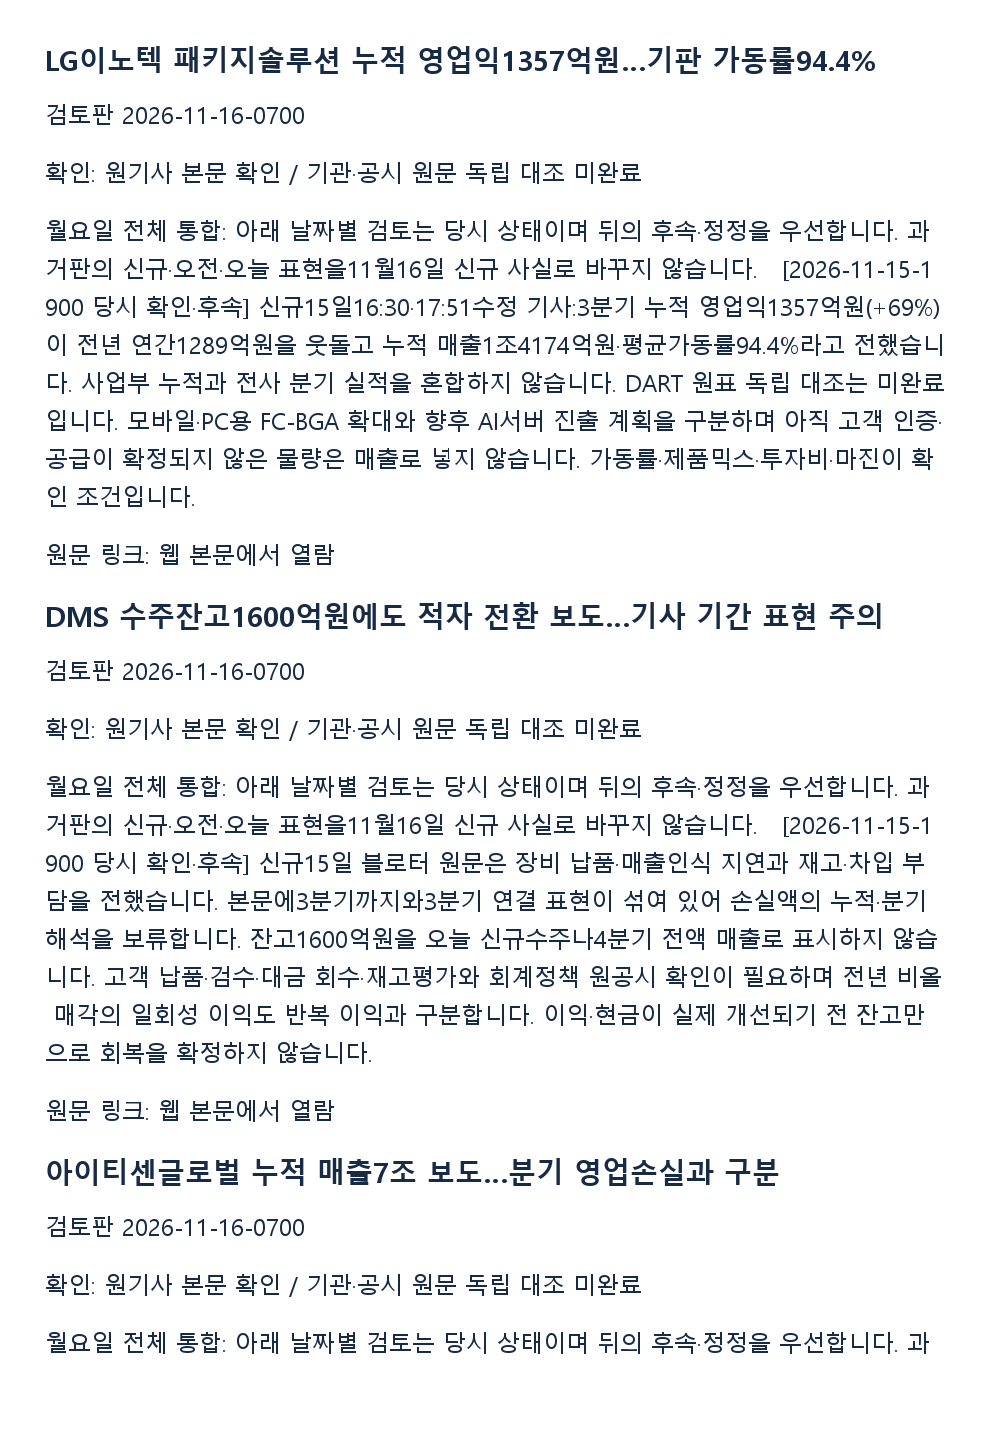 LG이노텍 패키지솔루션 누적 영업익1357억원…기판 가동률94.4%
검토판 2026-11-16-0700
확인: 원기사 본문 확인 / 기관·공시 원문 독립 대조 미완료
월요일 전체 통합: 아래 날짜별 검토는 당시 상태이며 뒤의 후속·정정을 우선합니다. 과
거판의 신규·오전·오늘 표현을11월16일 신규 사실로 바꾸지 않습니다.   [2026-11-15-1
900 당시 확인·후속] 신규15일16:30·17:51수정 기사:3분기 누적 영업익1357억원(+69%)
이 전년 연간1289억원을 웃돌고 누적 매출1조4174억원·평균가동률94.4%라고 전했습니
다. 사업부 누적과 전사 분기 실적을 혼합하지 않습니다. DART 원표 독립 대조는 미완료
입니다. 모바일·PC용 FC-BGA 확대와 향후 AI서버 진출 계획을 구분하며 아직 고객 인증·
공급이 확정되지 않은 물량은 매출로 넣지 않습니다. 가동률·제품믹스·투자비·마진이 확
인 조건입니다.
원문 링크: 웹 본문에서 열람
DMS 수주잔고1600억원에도 적자 전환 보도…기사 기간 표현 주의
검토판 2026-11-16-0700
확인: 원기사 본문 확인 / 기관·공시 원문 독립 대조 미완료
월요일 전체 통합: 아래 날짜별 검토는 당시 상태이며 뒤의 후속·정정을 우선합니다. 과
거판의 신규·오전·오늘 표현을11월16일 신규 사실로 바꾸지 않습니다.   [2026-11-15-1
900 당시 확인·후속] 신규15일 블로터 원문은 장비 납품·매출인식 지연과 재고·차입 부
담을 전했습니다. 본문에3분기까지와3분기 연결 표현이 섞여 있어 손실액의 누적·분기
해석을 보류합니다. 잔고1600억원을 오늘 신규수주나4분기 전액 매출로 표시하지 않습
니다. 고객 납품·검수·대금 회수·재고평가와 회계정책 원공시 확인이 필요하며 전년 비올
매각의 일회성 이익도 반복 이익과 구분합니다. 이익·현금이 실제 개선되기 전 잔고만
으로 회복을 확정하지 않습니다.
원문 링크: 웹 본문에서 열람
아이티센글로벌 누적 매출7조 보도…분기 영업손실과 구분
검토판 2026-11-16-0700
확인: 원기사 본문 확인 / 기관·공시 원문 독립 대조 미완료
월요일 전체 통합: 아래 날짜별 검토는 당시 상태이며 뒤의 후속·정정을 우선합니다. 과